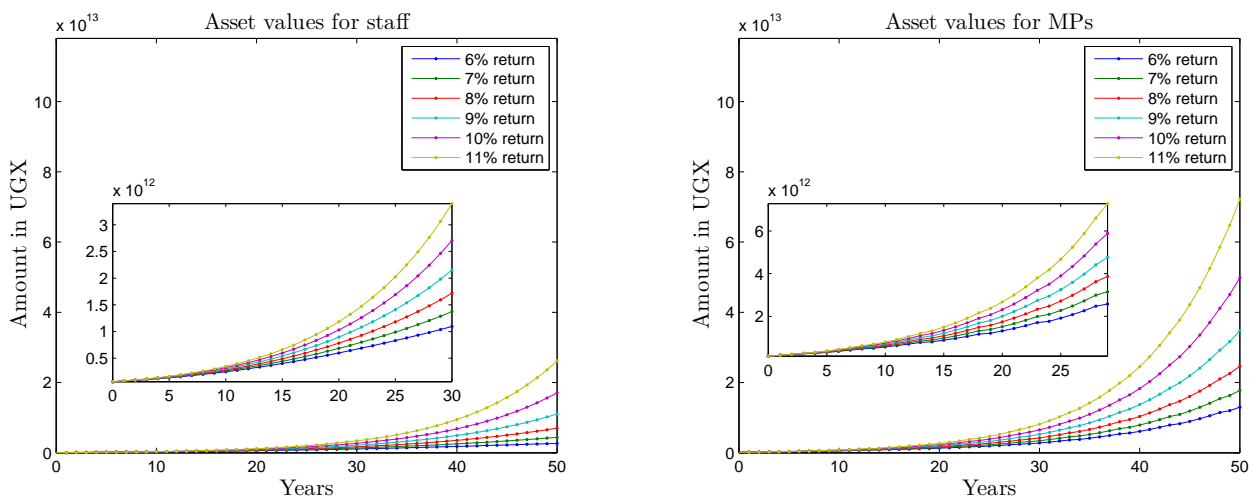 Asset values for staff
x 10^13
Amount in UGX
10
8
6
4
2
0
0 10 20 30 40 50
Years
6% return
7% return
8% return
9% return
10% return
11% return
x 10^12
3
2.5
2
1.5
1
0.5
0 5 10 15 20 25 30
Asset values for MPs
x 10^13
Amount in UGX
10
8
6
4
2
0
0 10 20 30 40 50
Years
6% return
7% return
8% return
9% return
10% return
11% return
x 10^12
6
4
2
0 5 10 15 20 25